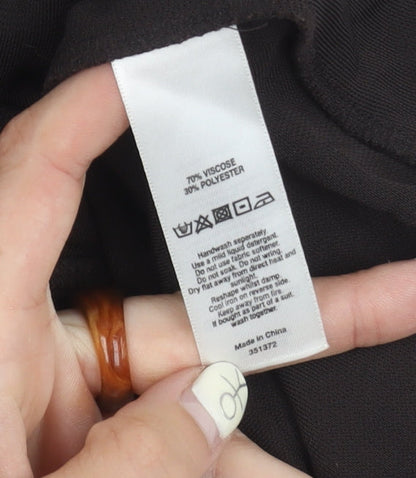 70% VISCOSE
30% POLYESTER
Handwash seperately
Use a mild liquid detergent.
Do not use fabric softener.
Do not soak. Do not wring.
Dry flat away from direct heat and
sunlight.
Reshape whilst damp.
Cool iron on reverse side.
Keep away from fire.
If bought as part of a suit,
wash together.
Made in China
351372
OK